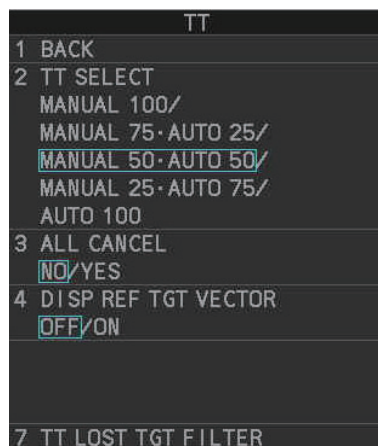 TT
1 BACK
2 TT SELECT
MANUAL 100/
MANUAL 75·AUTO 25/
MANUAL 50·AUTO 50/
MANUAL 25·AUTO 75/
AUTO 100
3 ALL CANCEL
NO/YES
4 DISP REF TGT VECTOR
OFF/ON
7 TT LOST TGT FILTER